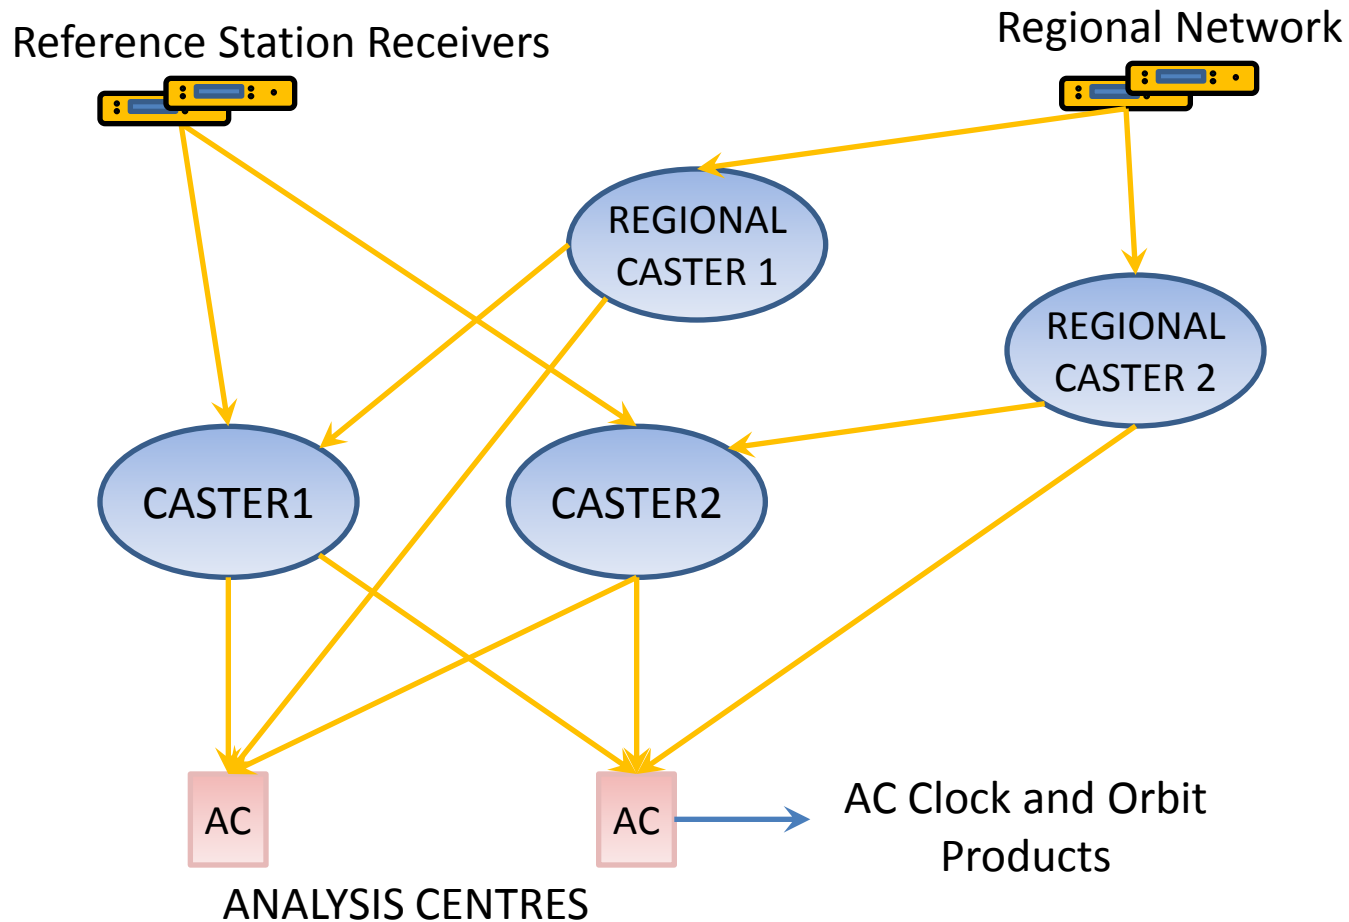 Reference Station Receivers
Regional Network
REGIONAL
CASTER 1
REGIONAL
CASTER 2
CASTER1
CASTER2
AC
AC
AC Clock and Orbit
Products
ANALYSIS CENTRES